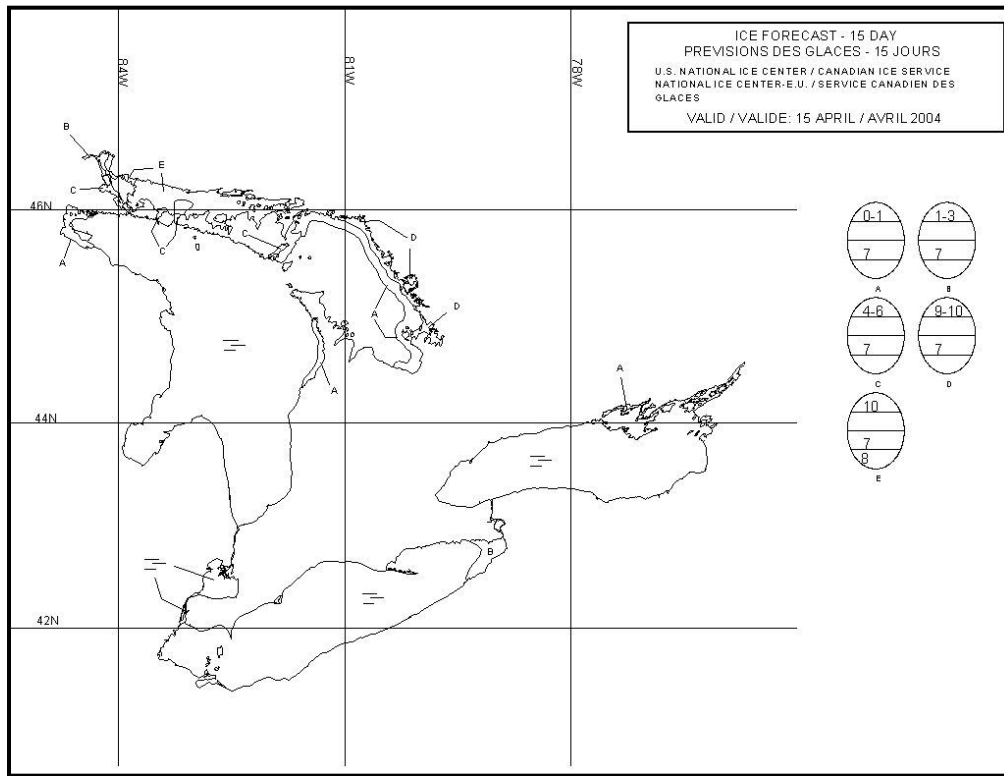 ICE FORECAST - 15 DAY
PREVISIONS DES GLACES - 15 JOURS
U.S. NATIONAL ICE CENTER / CANADIAN ICE SERVICE
NATIONAL ICE CENTER-E.U. / SERVICE CANADIEN DES
GLACES
VALID / VALIDE: 15 APRIL / AVRIL 2004
84W
81W
78W
B
E
C
46N
A
C
C
D
A
D
A
A
44N
B
42N
0-1
7
A
1-3
7
B
4-6
7
C
9-10
7
D
10
7
8
E